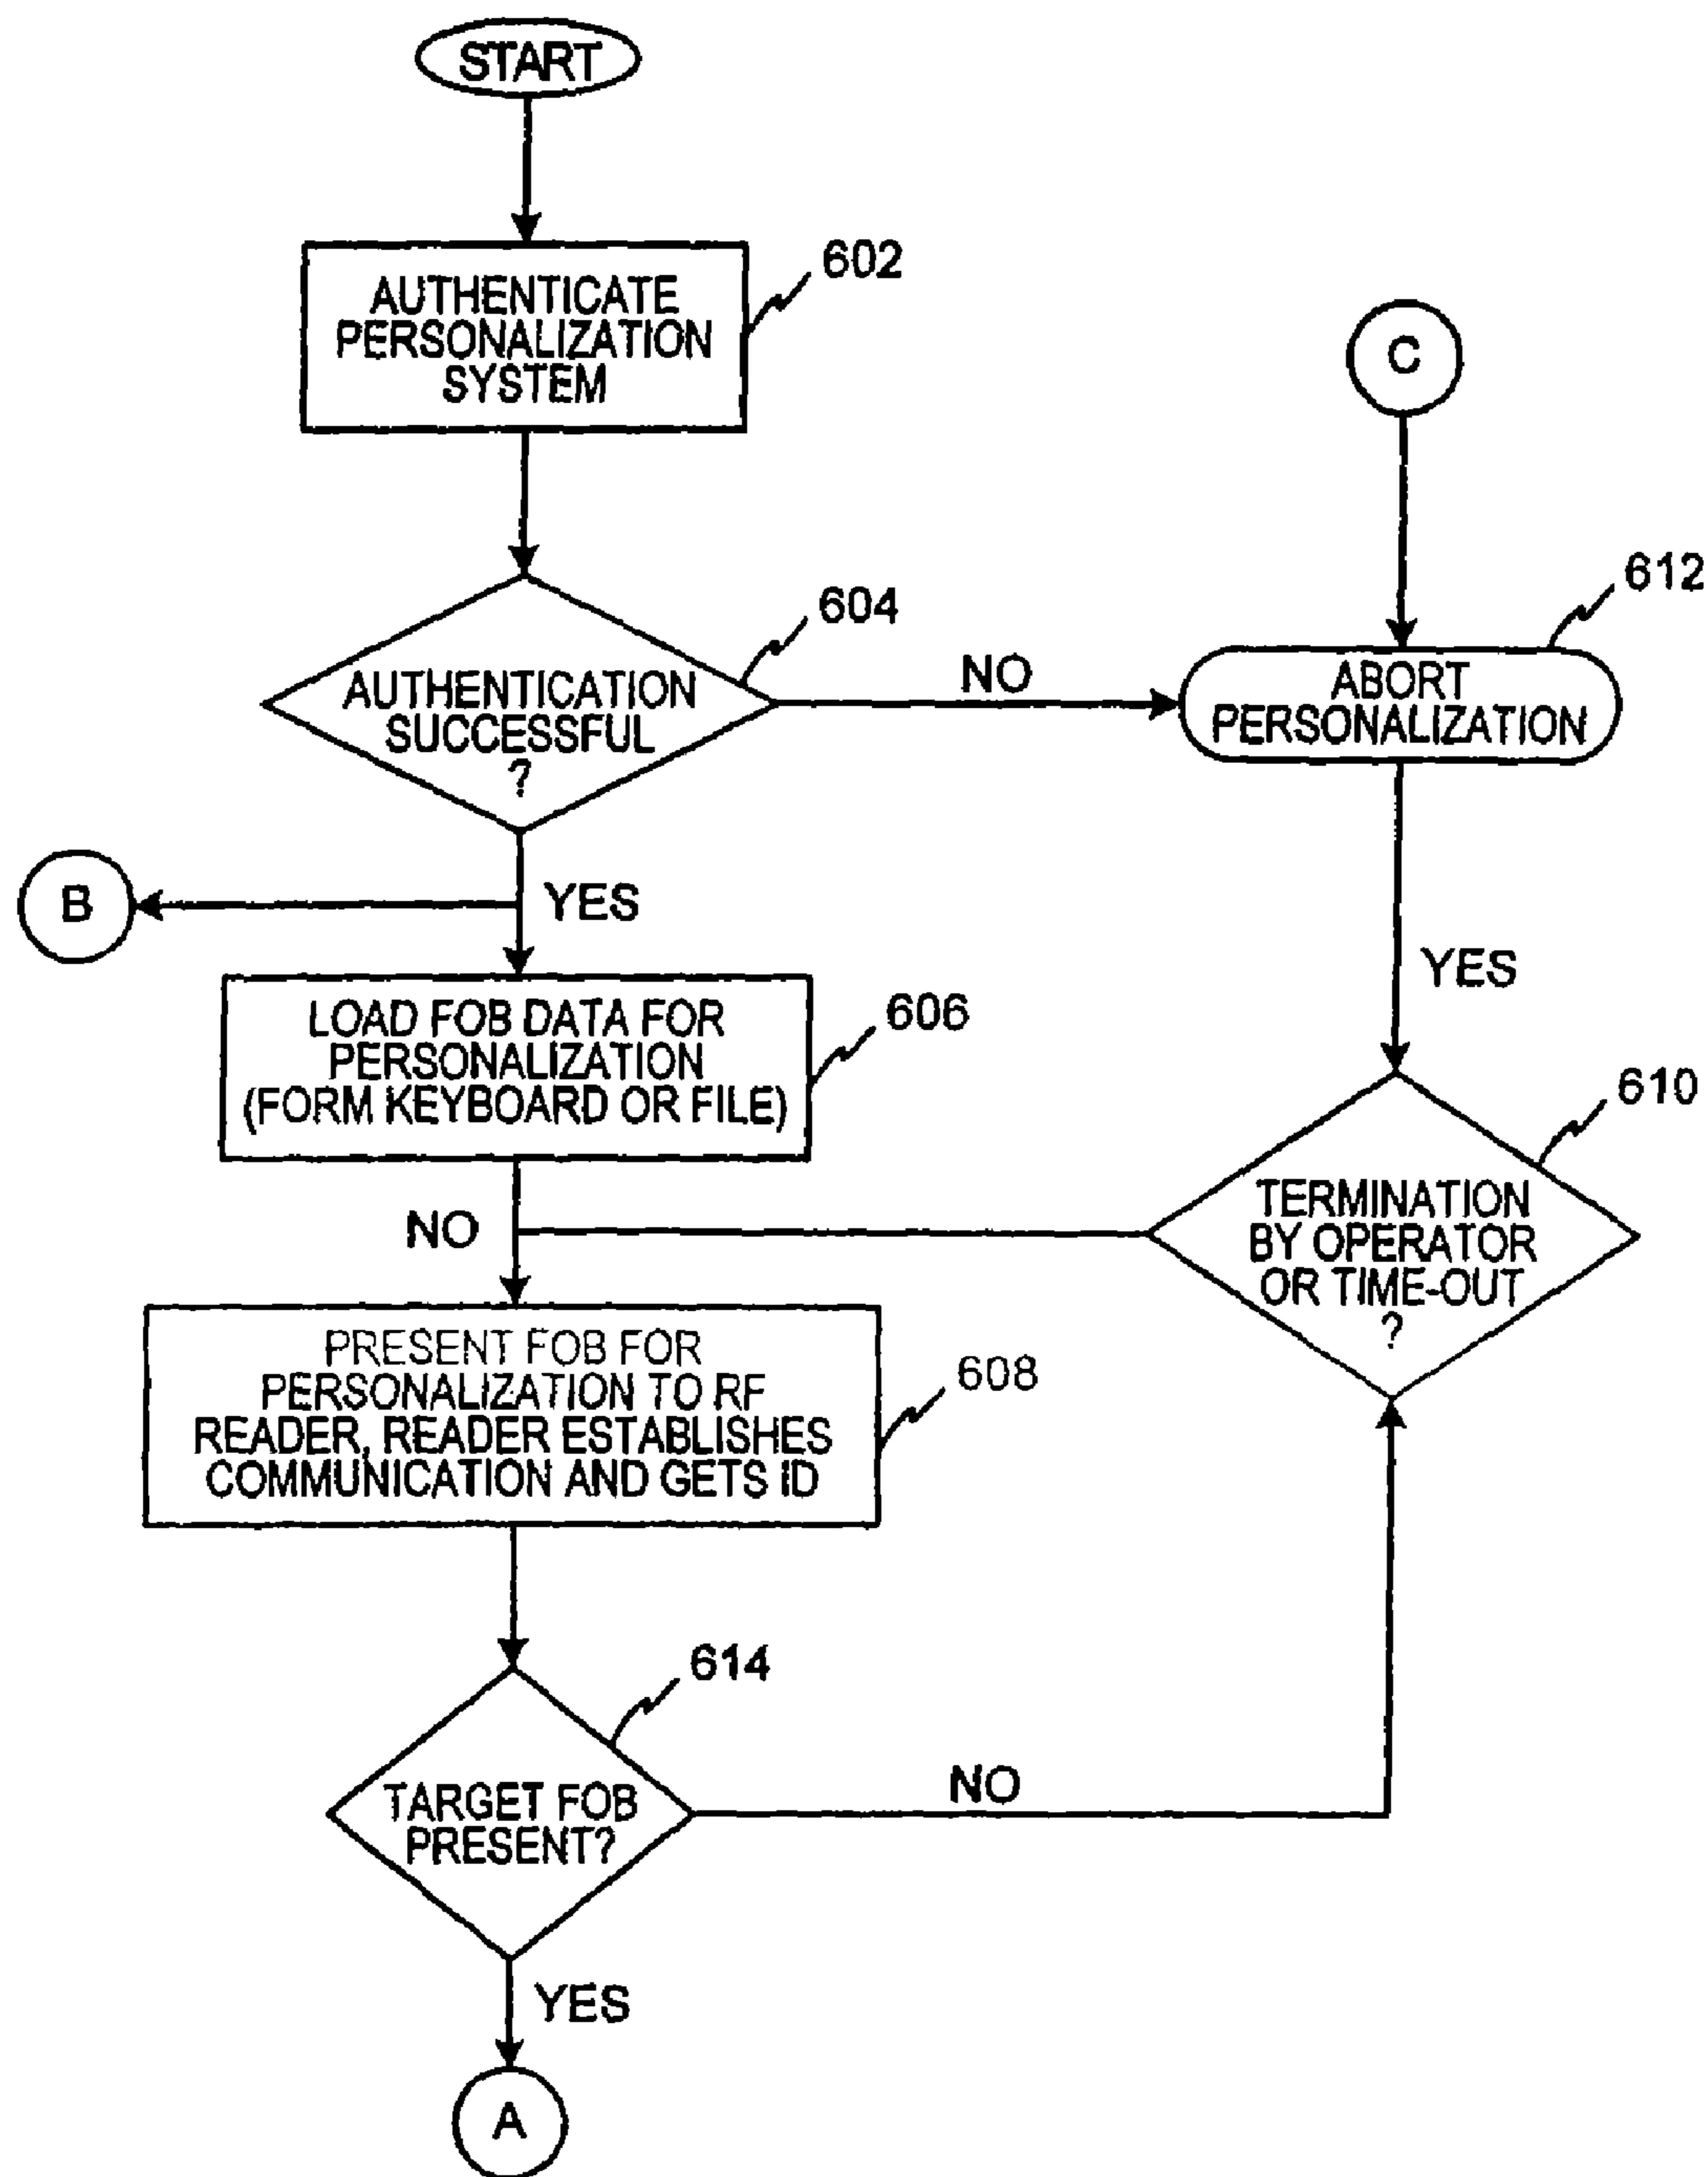 START
AUTHENTICATE
PERSONALIZATION
SYSTEM
602
C
AUTHENTICATION
SUCCESSFUL
?
604
NO
ABORT
PERSONALIZATION
612
B
YES
YES
LOAD FOB DATA FOR
PERSONALIZATION
(FORM KEYBOARD OR FILE)
606
TERMINATION
BY OPERATOR
OR TIME-OUT
?
610
NO
PRESENT FOB FOR
PERSONALIZATION TO RF
READER, READER ESTABLISHES
COMMUNICATION AND GETS ID
608
TARGET FOB
PRESENT?
614
NO
YES
A